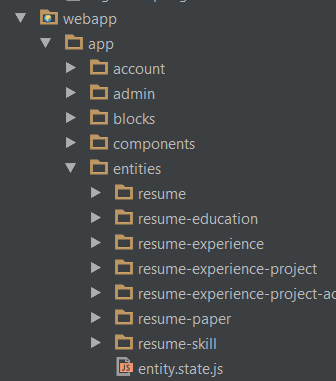 webapp
app
account
admin
blocks
components
entities
resume
resume-education
resume-experience
resume-experience-project
resume-experience-project-ac
resume-paper
resume-skill
entity.state.js